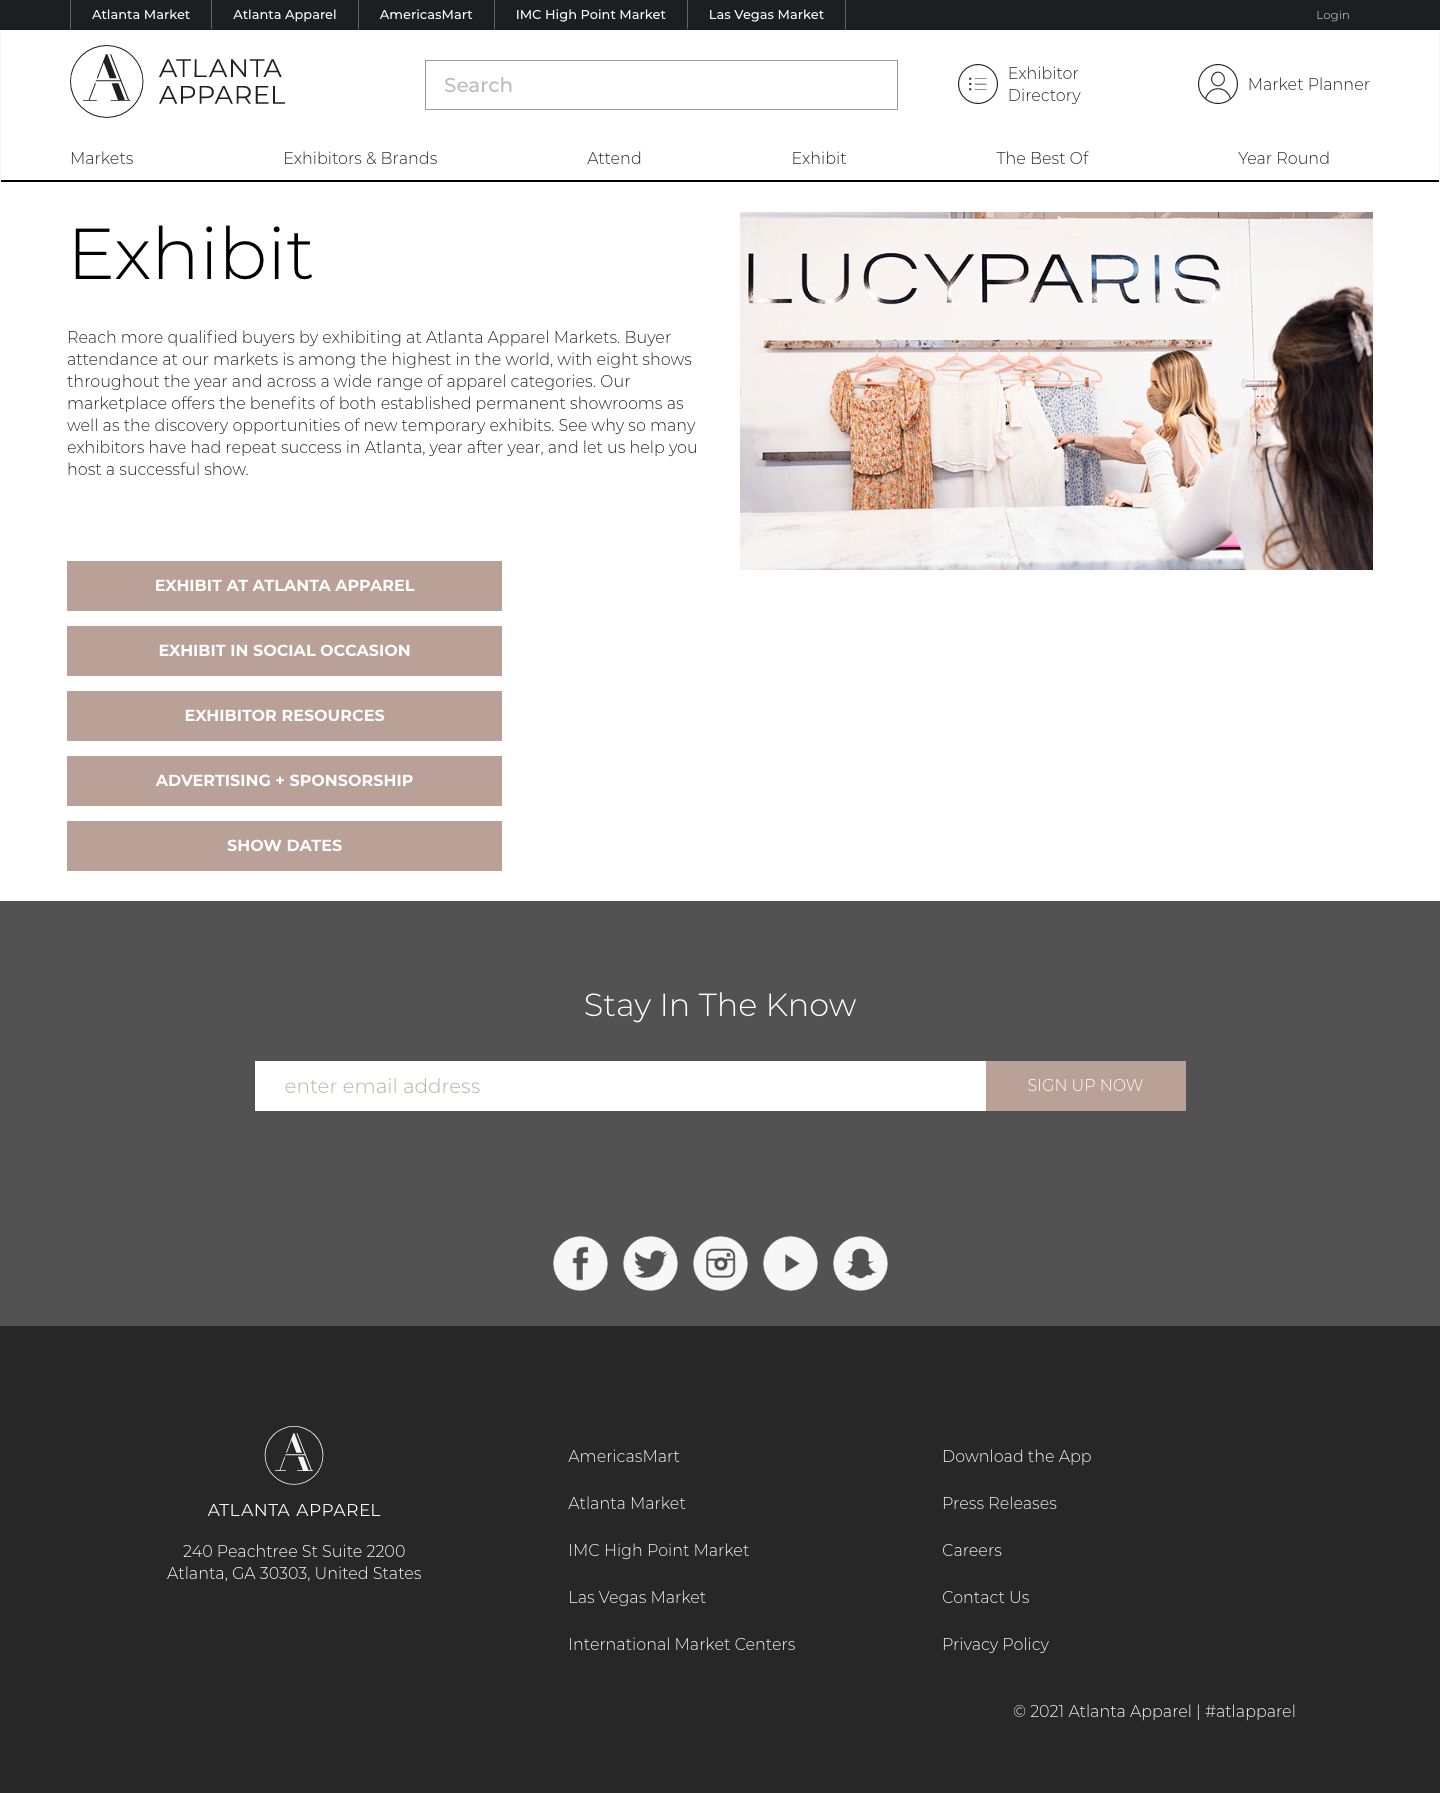 Atlanta Market
Atlanta Apparel
AmericasMart
IMC High Point Market
Las Vegas Market
Login
A
ATLANTA
APPAREL
Search
Exhibitor
Directory
Market Planner
Markets
Exhibitors & Brands
Attend
Exhibit
The Best Of
Year Round
Exhibit
LUCYPARIS
Reach more qualified buyers by exhibiting at Atlanta Apparel Markets. Buyer
attendance at our markets is among the highest in the world, with eight shows
throughout the year and across a wide range of apparel categories. Our
marketplace offers the benefits of both established permanent showrooms as
well as the discovery opportunities of new temporary exhibits. See why so many
exhibitors have had repeat success in Atlanta, year after year, and let us help you
host a successful show.
EXHIBIT AT ATLANTA APPAREL
EXHIBIT IN SOCIAL OCCASION
EXHIBITOR RESOURCES
ADVERTISING + SPONSORSHIP
SHOW DATES
Stay In The Know
enter email address
SIGN UP NOW
A
ATLANTA APPAREL
240 Peachtree St Suite 2200
Atlanta, GA 30303, United States
AmericasMart
Atlanta Market
IMC High Point Market
Las Vegas Market
International Market Centers
Download the App
Press Releases
Careers
Contact Us
Privacy Policy
© 2021 Atlanta Apparel | #atlapparel